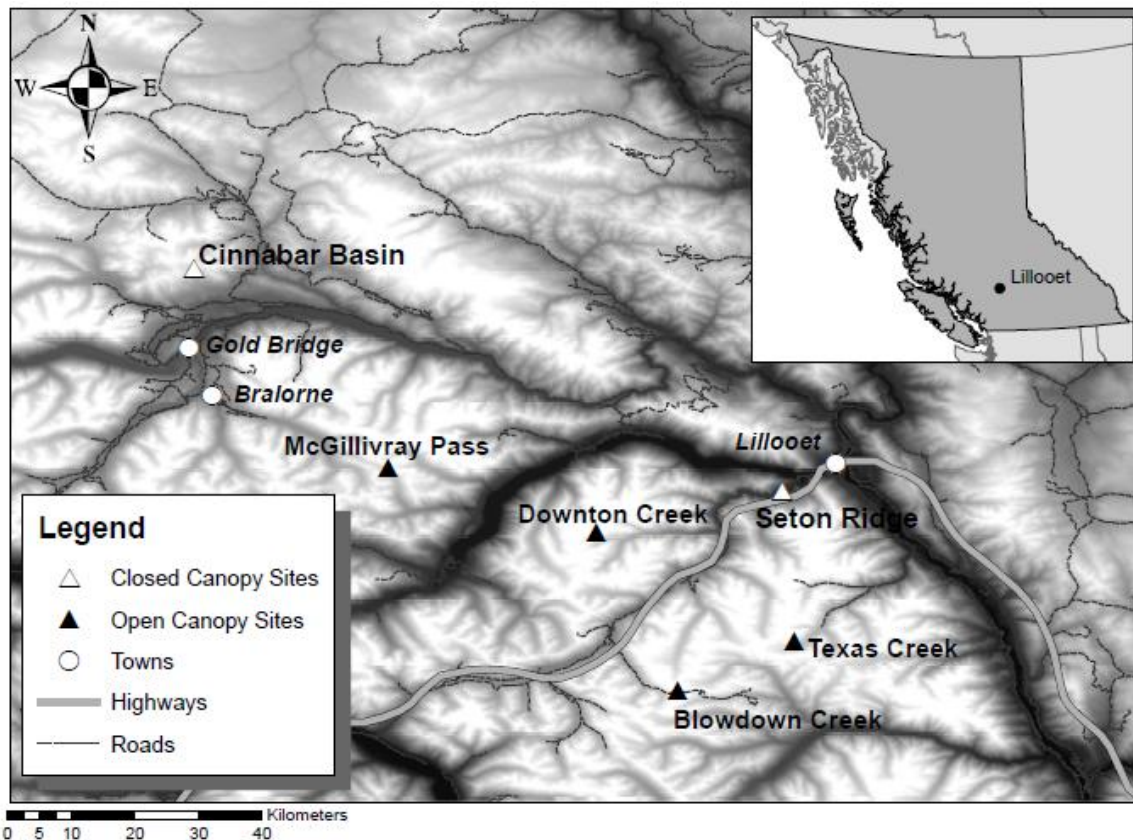 N
W E
S
Lillooet
Cinnabar Basin
Gold Bridge
Bralorne
McGillivray Pass
Lillooet
Downton Creek
Seton Ridge
Texas Creek
Blowdown Creek
Legend
Closed Canopy Sites
Open Canopy Sites
Towns
Highways
Roads
Kilometers
0 5 10 20 30 40